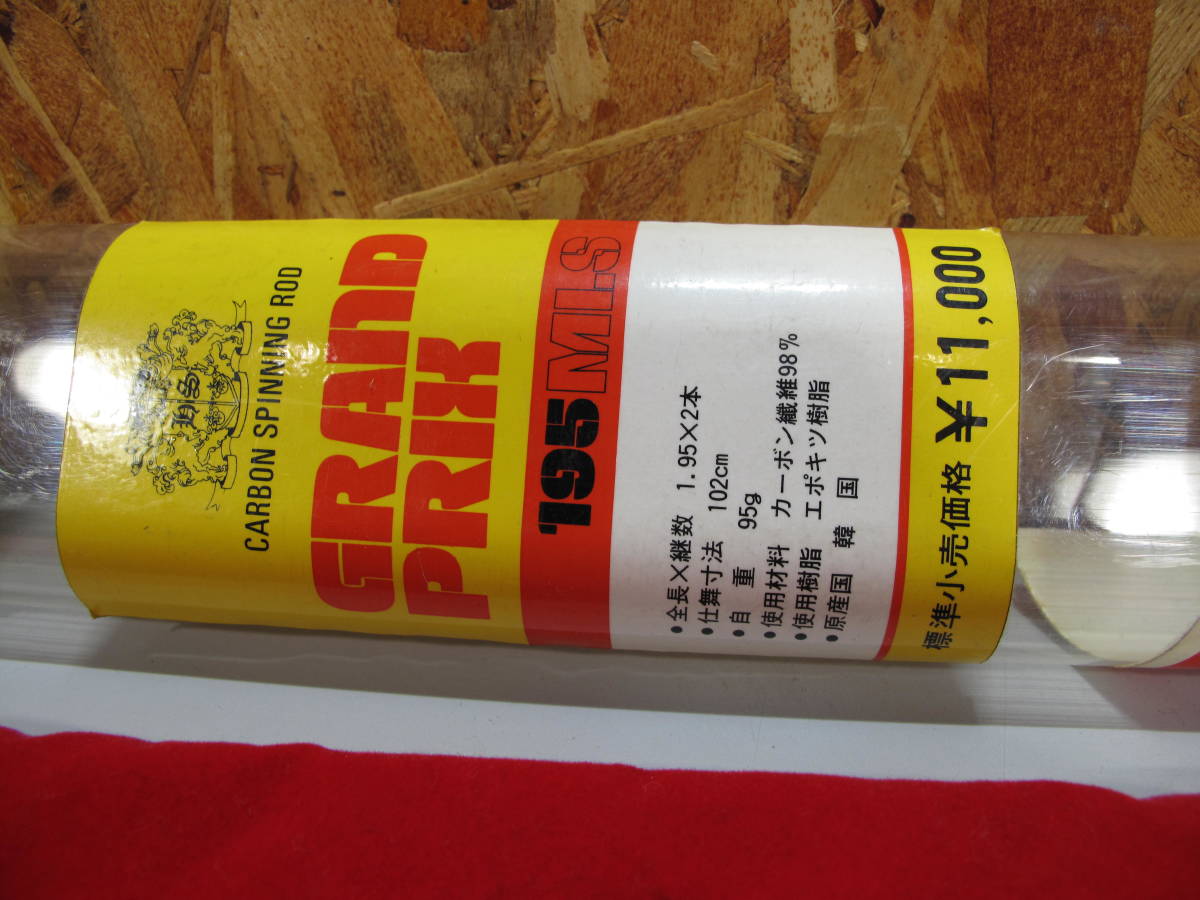 CARBON SPINNING ROD
GRAND
PRIX
195MLS
●全長×継数 1.95×2本
●仕舞寸法 102cm
●自重 95g
●使用材料 カーボン繊維98%
●使用樹脂 エポキツ樹脂
●原産国 韓国
標準小売価格 ¥11,000